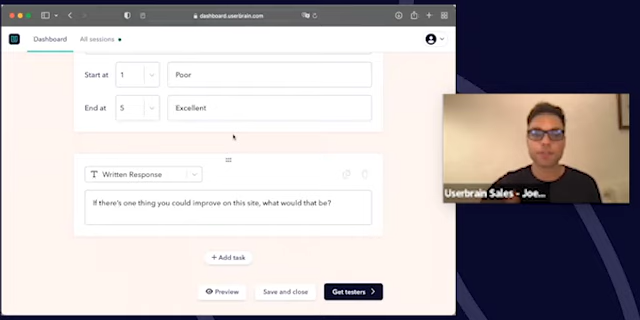 dashboard.userbrain.com
Dashboard
All sessions
Start at
1
Poor
End at
5
Excellent
Written Response
If there's one thing you could improve on this site, what would that be?
+ Add task
Preview
Save and close
Get testers
Userbrain Sales - Joe...